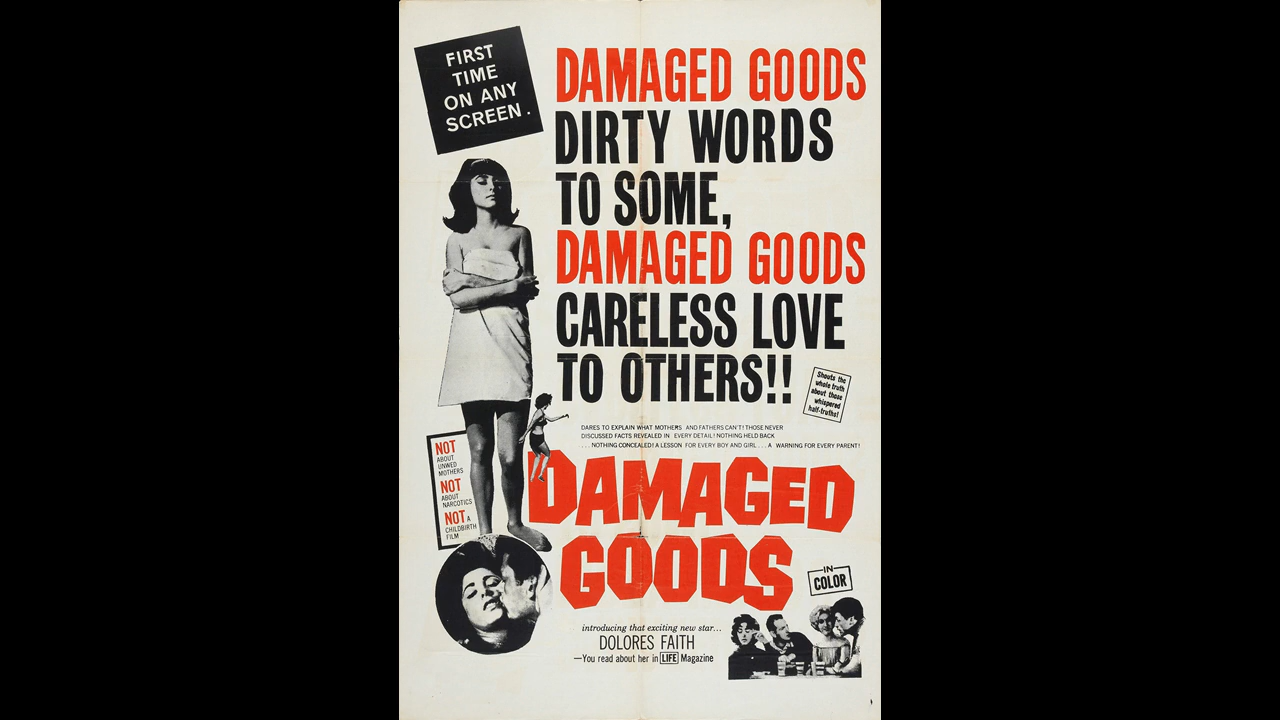 FIRST
TIME
ON ANY
SCREEN.
DAMAGED GOODS
DIRTY WORDS
TO SOME,
DAMAGED GOODS
CARELESS LOVE
TO OTHERS!!
Shouts the
whole truth
about those
whispered
half-truths!
DARES TO EXPLAIN WHAT MOTHERS AND FATHERS CAN'T! THOSE NEVER
DISCUSSED FACTS REVEALED IN EVERY DETAIL! NOTHING HELD BACK
. . . NOTHING CONCEALED! A LESSON FOR EVERY BOY AND GIRL . . . A WARNING FOR EVERY PARENT!
NOT
ABOUT
UNWED
MOTHERS
NOT
ABOUT
NARCOTICS
NOT A
CHILDBIRTH
FILM
DAMAGED
GOODS
IN
COLOR
introducing that exciting new star...
DOLORES FAITH
—You read about her in LIFE Magazine